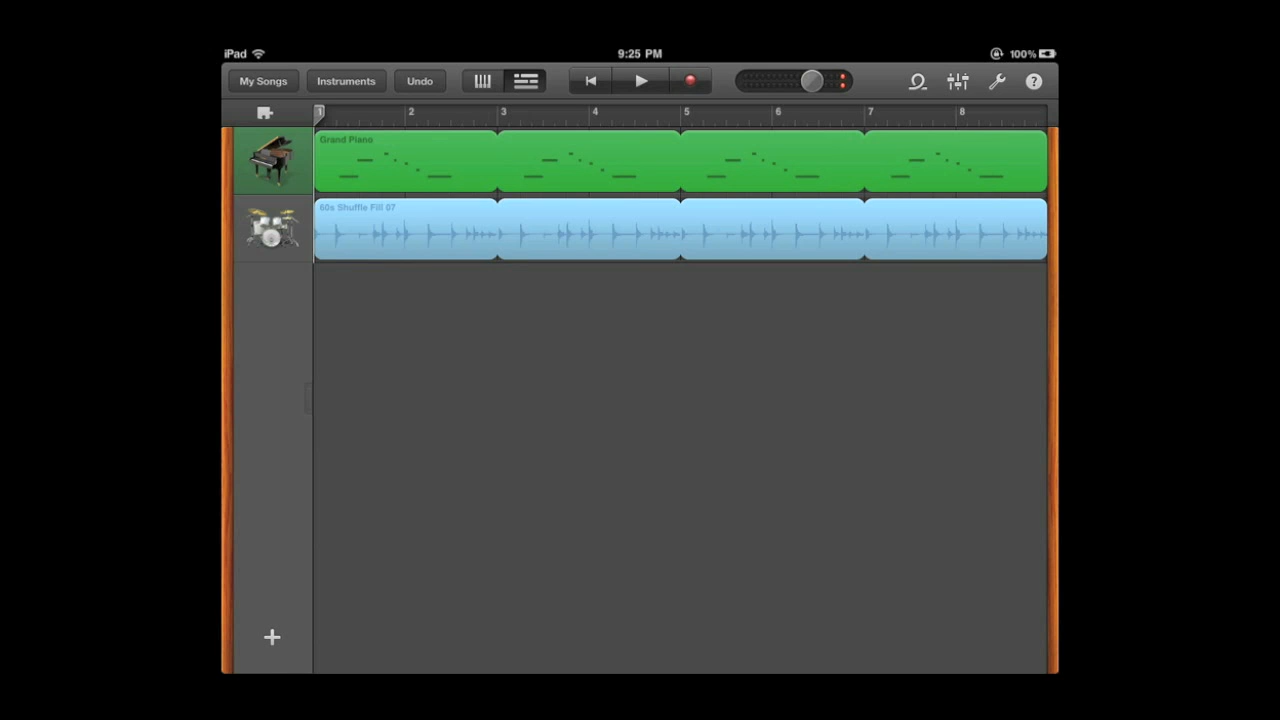 iPad 9:25 PM 100%
My Songs Instruments Undo ?
1 2 3 4 5 6 7 8
Grand Piano
60s Shuffle Fill 07
+